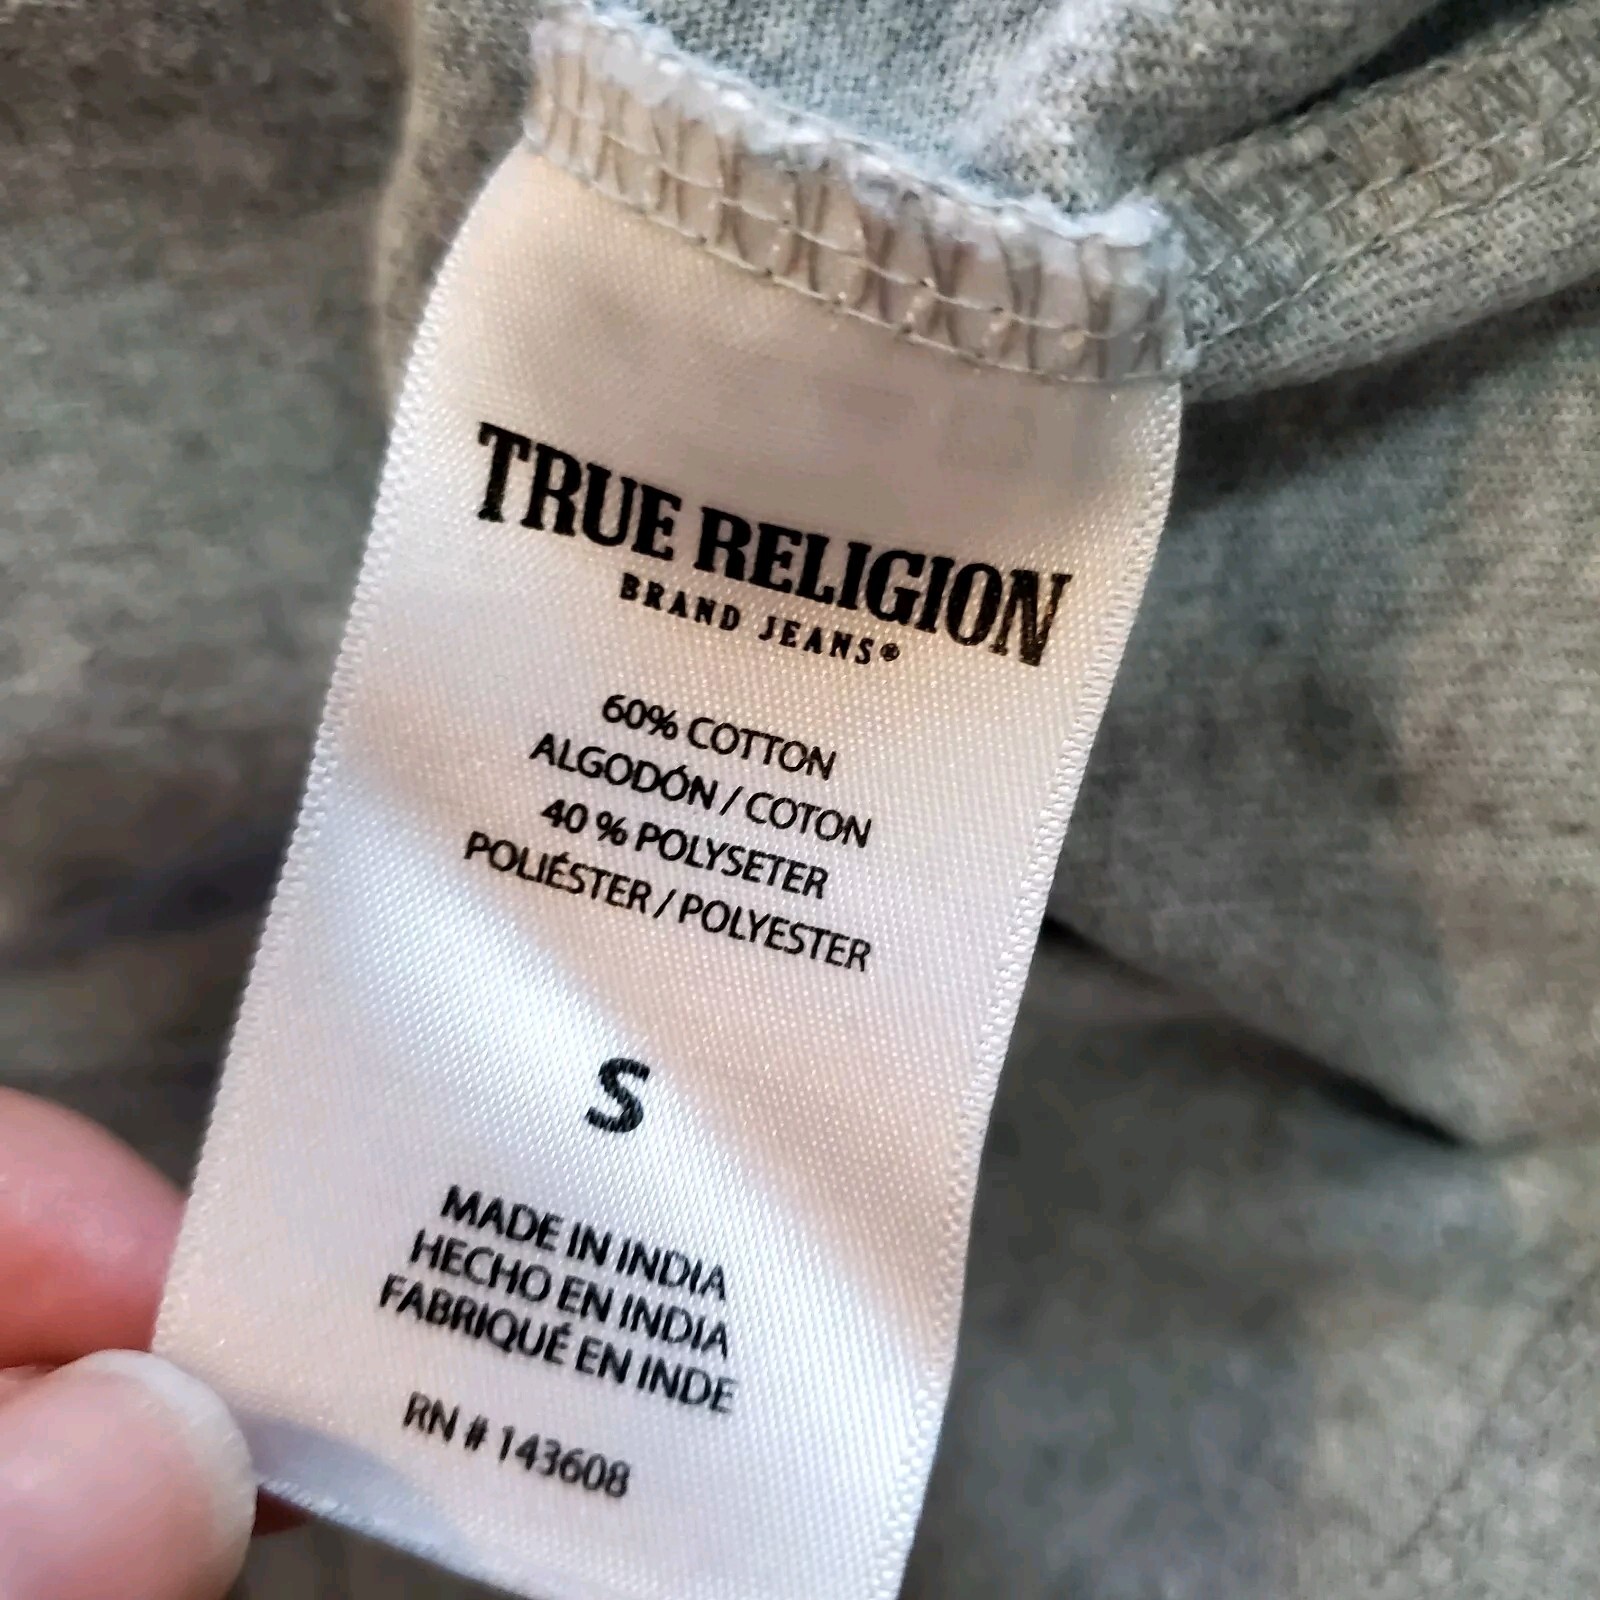 TRUE RELIGION
BRAND JEANS®
60% COTTON
ALGODÓN / COTON
40 % POLYSETER
POLIÉSTER / POLYESTER
S
MADE IN INDIA
HECHO EN INDIA
FABRIQUÉ EN INDE
RN # 143608